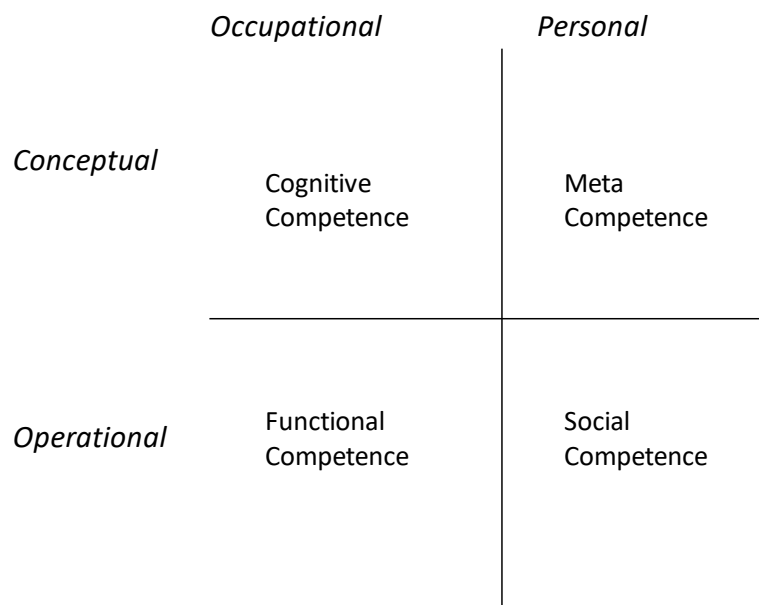 Occupational Personal
Conceptual
Cognitive
Competence
Meta
Competence
Operational
Functional
Competence
Social
Competence